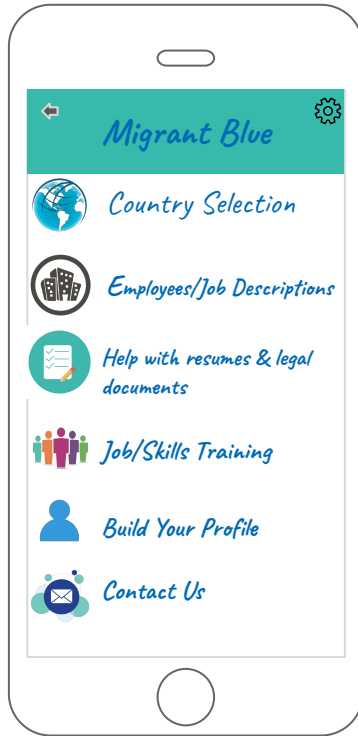 Migrant Blue
Country Selection
Employees/Job Descriptions
Help with resumes & legal
documents
Job/Skills Training
Build Your Profile
Contact Us